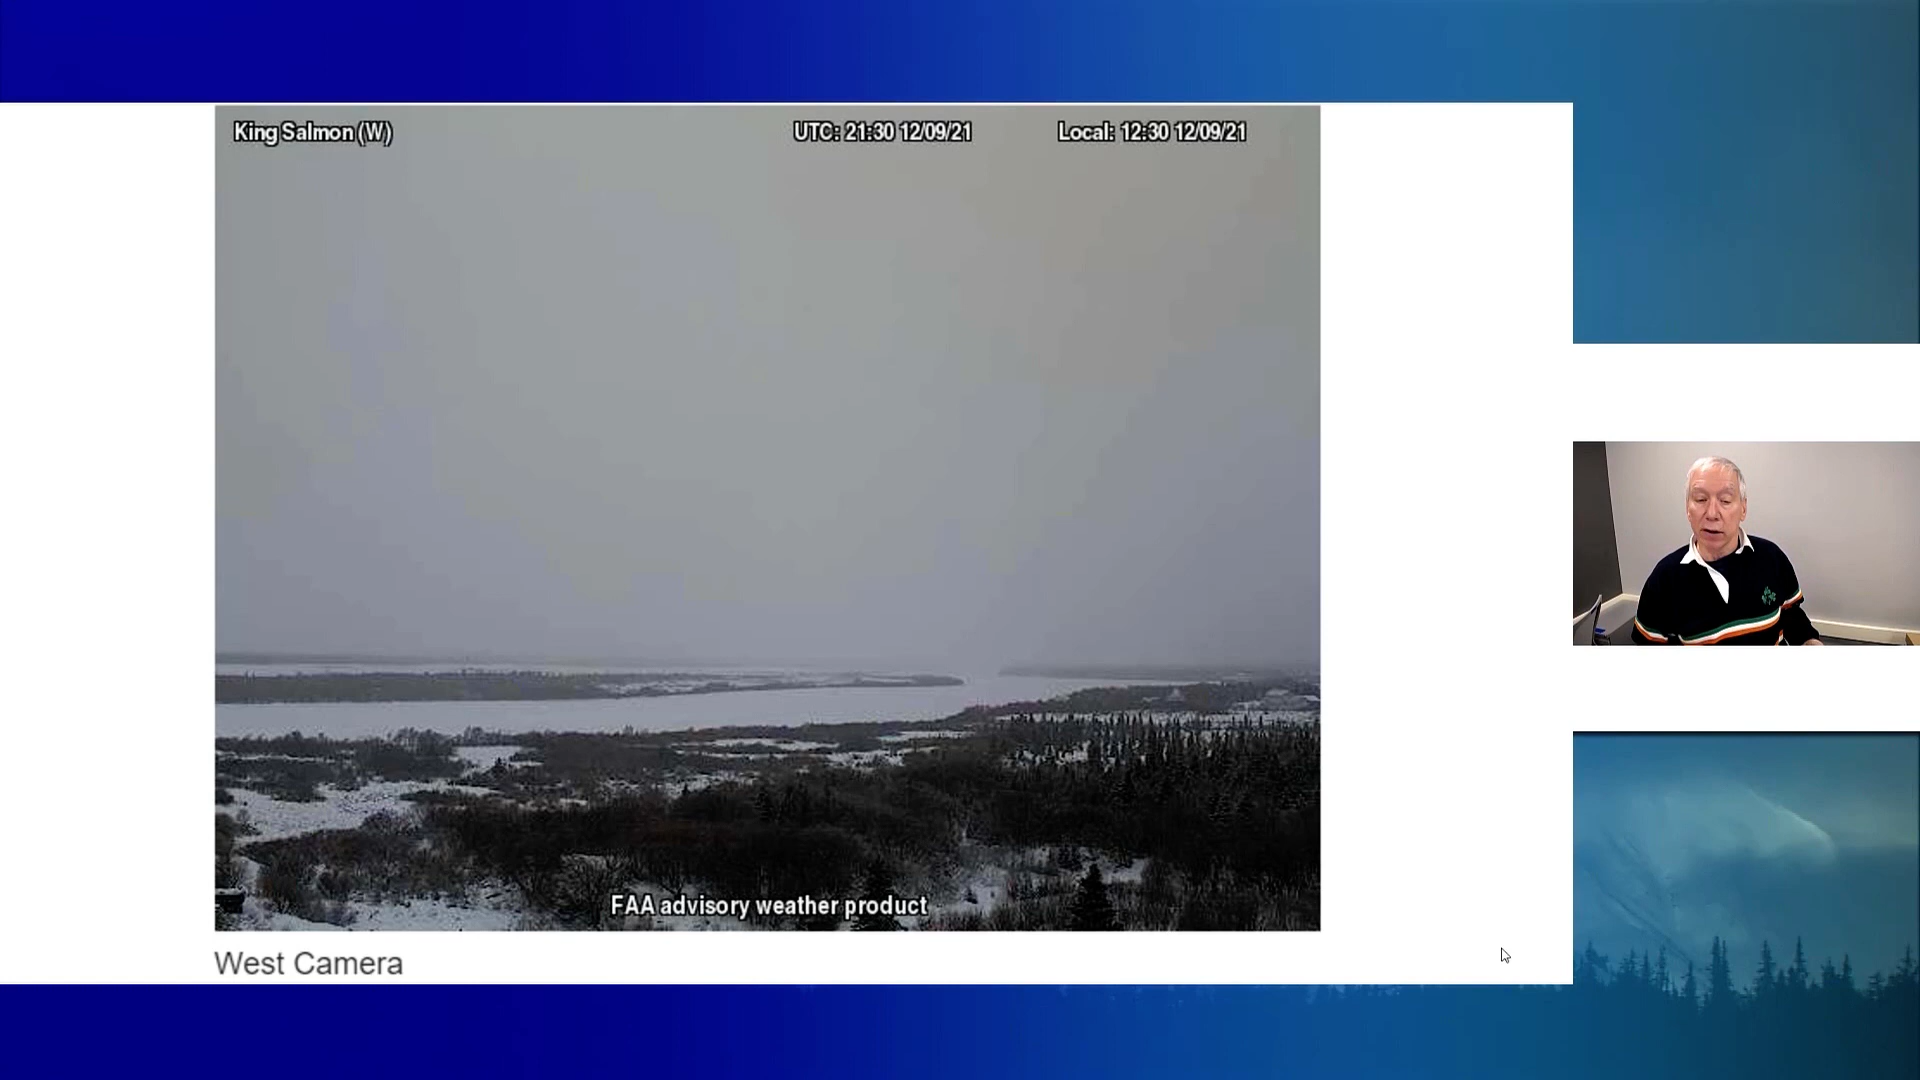 King Salmon (W)
UTC: 21:30 12/09/21
Local: 12:30 12/09/21
FAA advisory weather product
West Camera